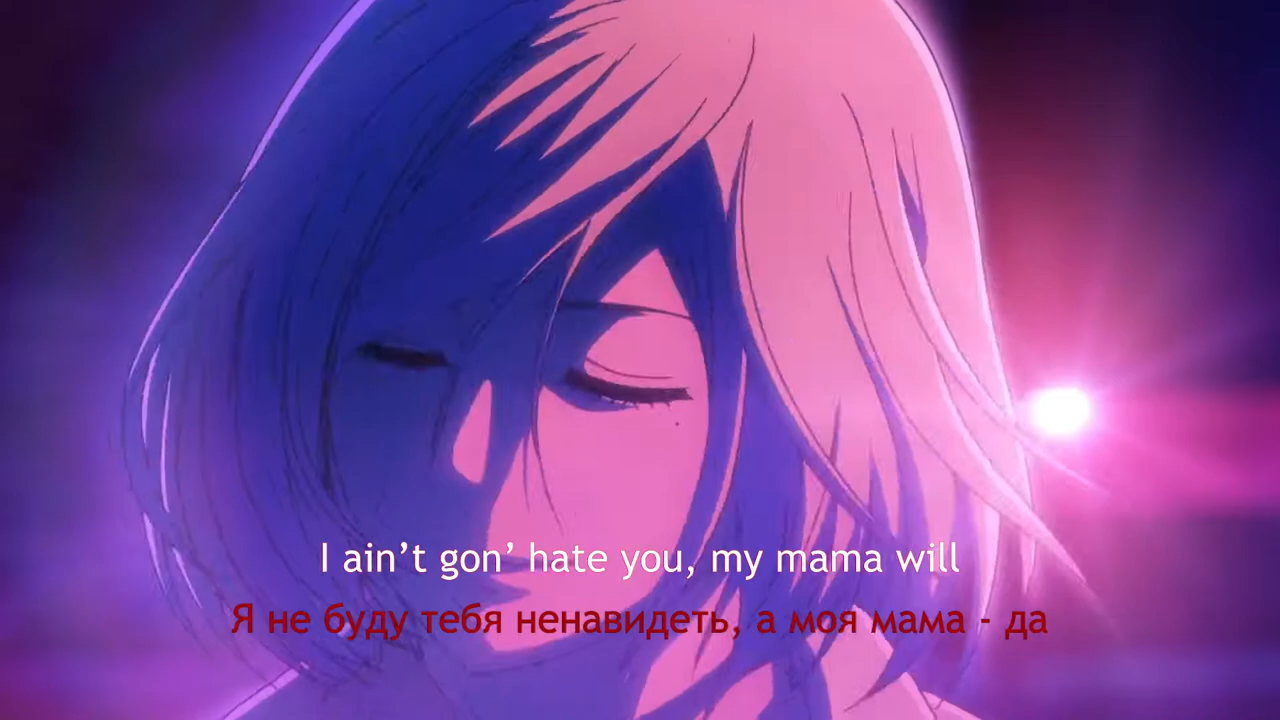 I ain’t gon’ hate you, my mama will
Я не буду тебя ненавидеть, а моя мама - да